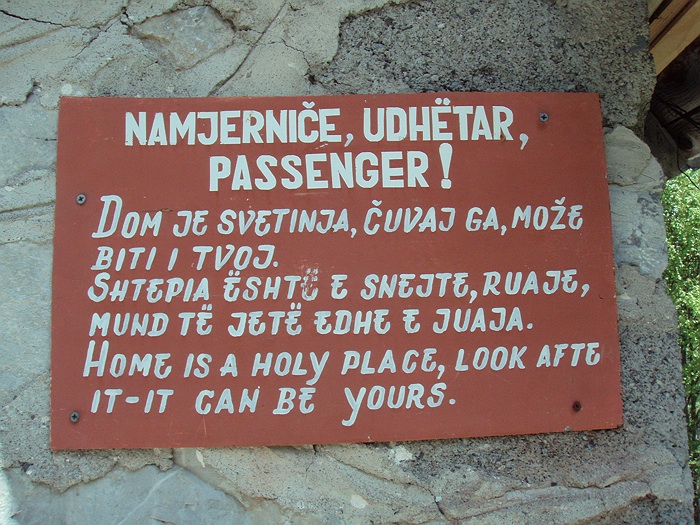 NAMJERNIČE, UDHËTAR,
PASSENGER!
DOM JE SVETINJA, ČUVAJ GA, MOŽE
BITI I TVOJ.
SHTEPIA ËSHTË E SNEJTE, RUAJE,
MUND TË JETË EDHE E JUAJA.
HOME IS A HOLY PLACE, LOOK AFTE
IT-IT CAN BE YOURS.